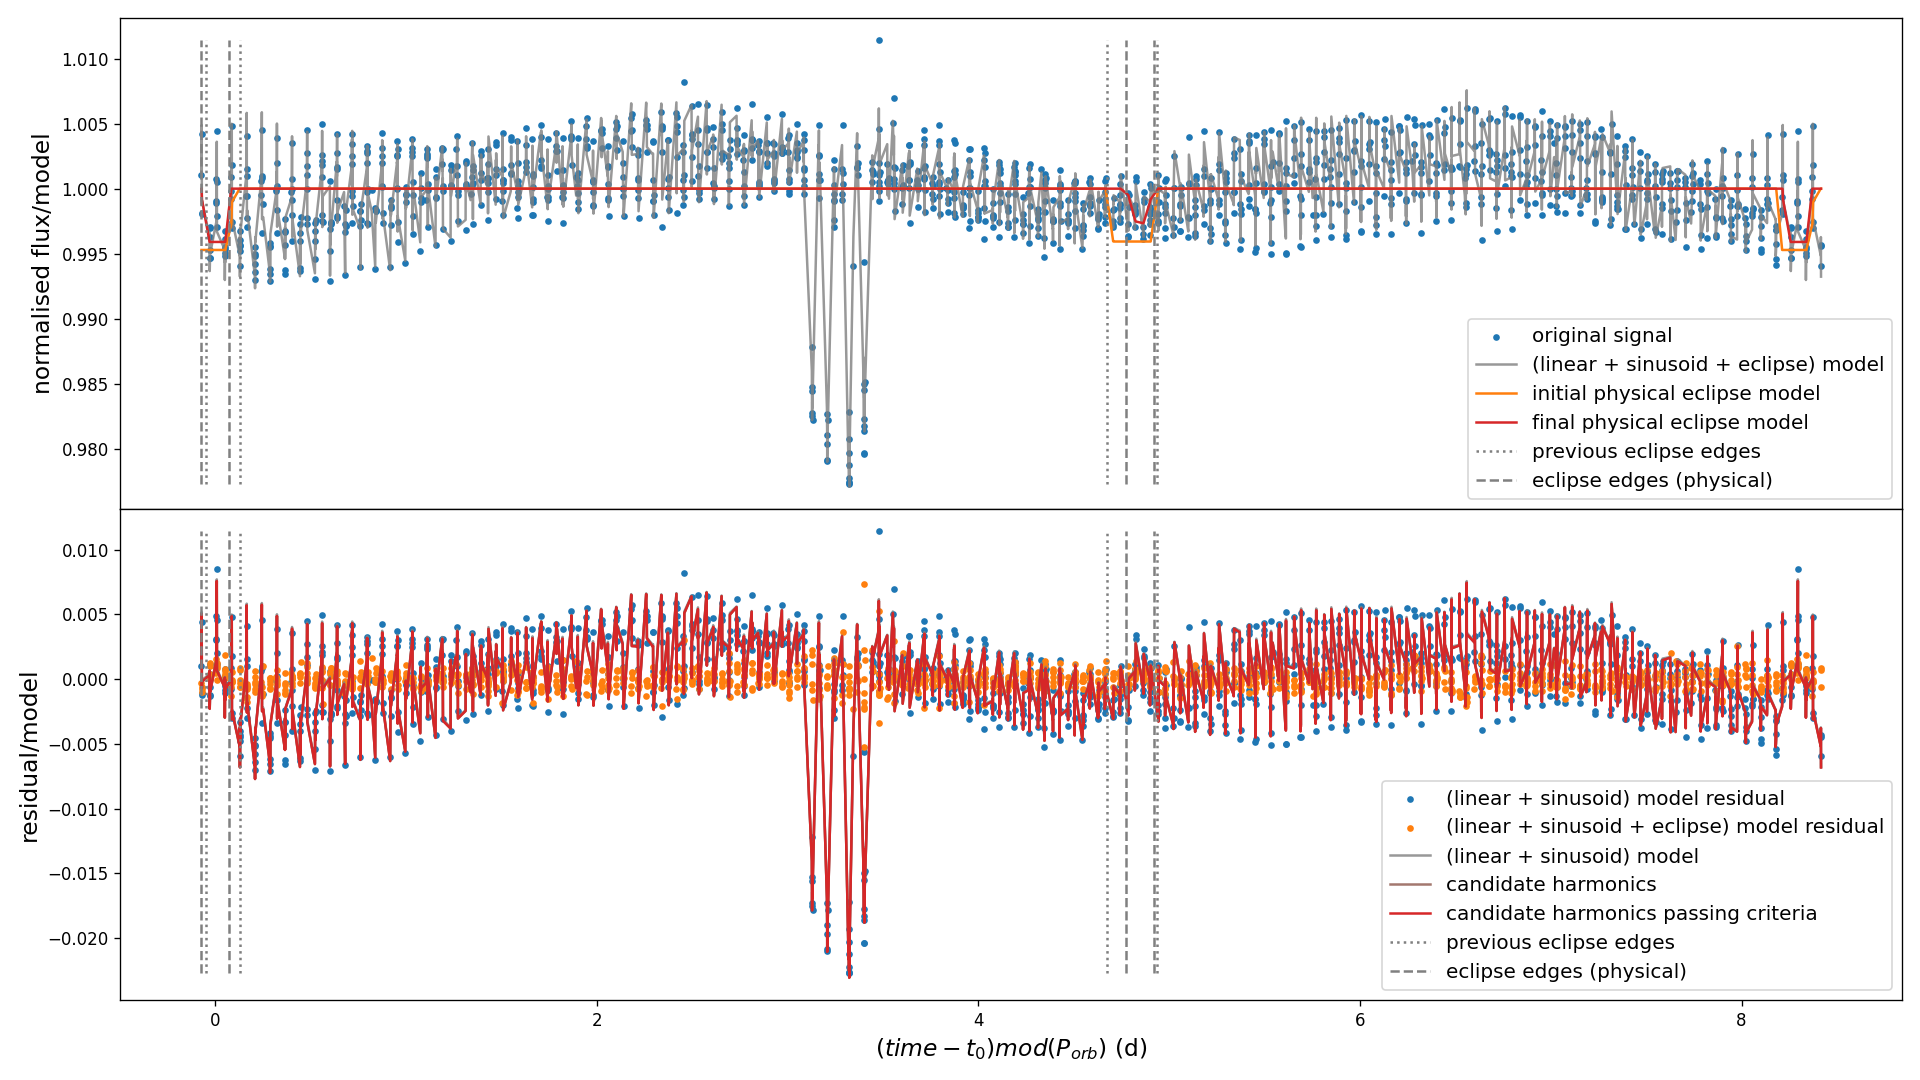 1.010
1.005
1.000
0.995
0.990
0.985
0.980
normalised flux/model
original signal
(linear + sinusoid + eclipse) model
initial physical eclipse model
final physical eclipse model
previous eclipse edges
eclipse edges (physical)
0.010
0.005
0.000
−0.005
−0.010
−0.015
−0.020
residual/model
(linear + sinusoid) model residual
(linear + sinusoid + eclipse) model residual
(linear + sinusoid) model
candidate harmonics
candidate harmonics passing criteria
previous eclipse edges
eclipse edges (physical)
0 2 4 6 8
(time − t₀)mod(P_orb) (d)